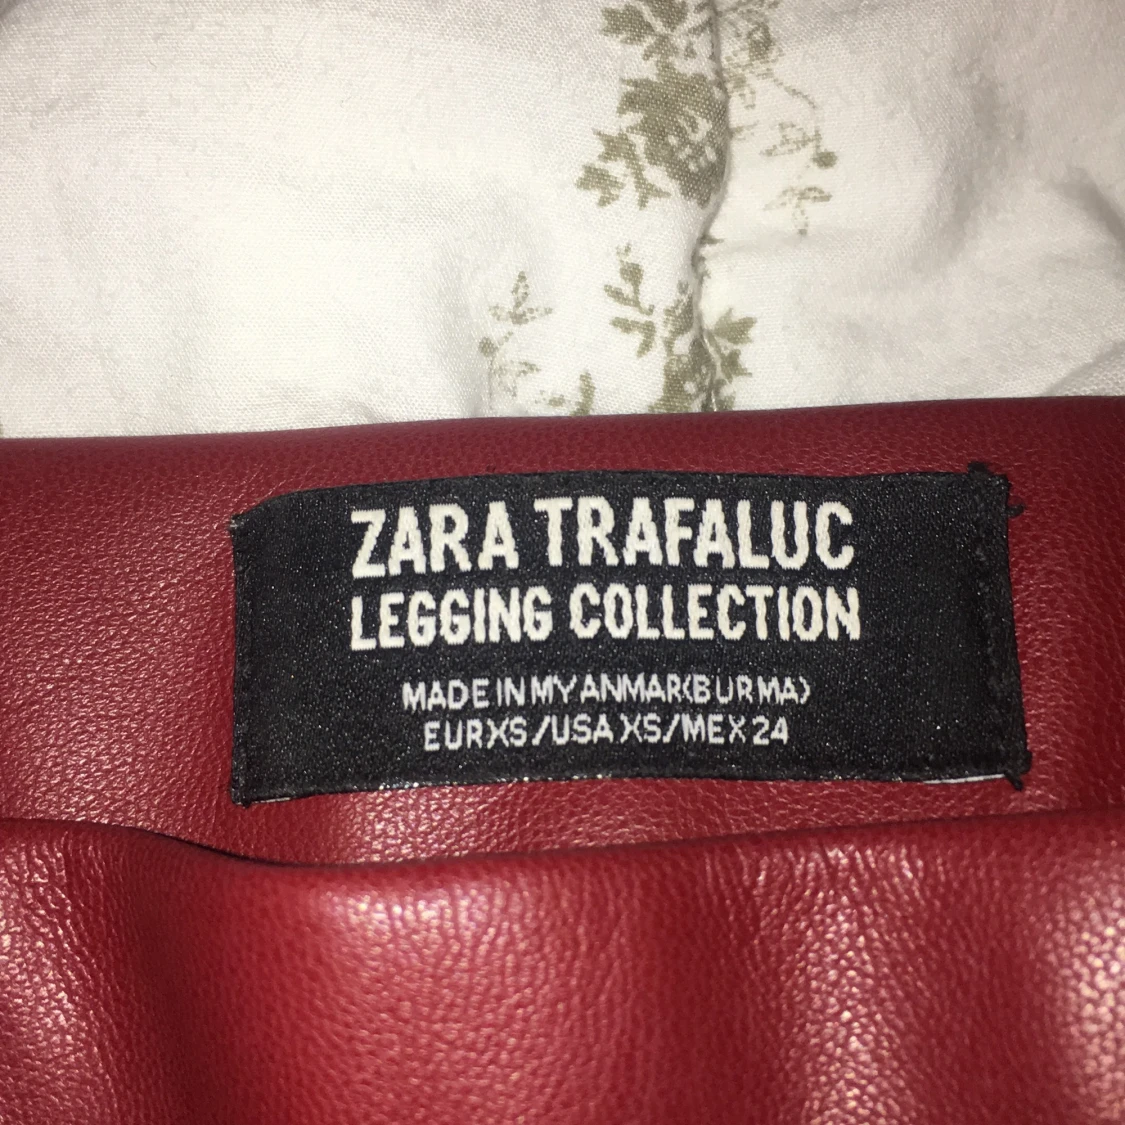 ZARA TRAFALUC
LEGGING COLLECTION
MADE IN MYANMAR(BURMA)
EUR XS/USA XS/MEX 24